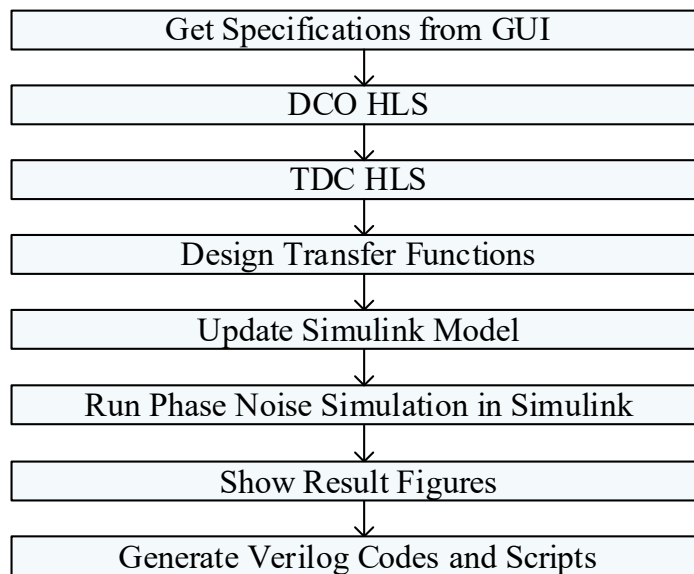 Get Specifications from GUI
DCO HLS
TDC HLS
Design Transfer Functions
Update Simulink Model
Run Phase Noise Simulation in Simulink
Show Result Figures
Generate Verilog Codes and Scripts